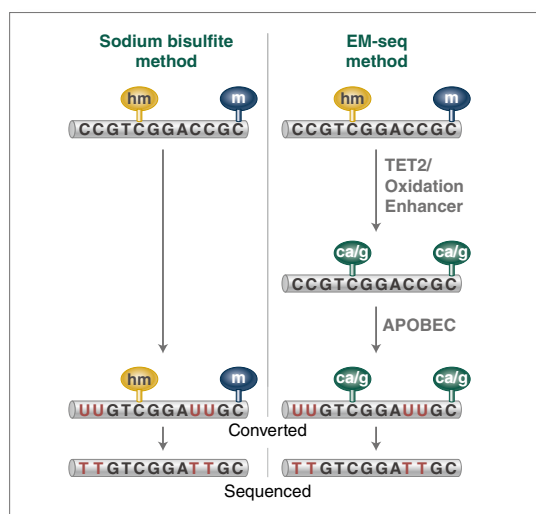 Sodium bisulfite
method
EM-seq
method
hm
m
hm
m
CCGTCGGACCGC
CCGTCGGACCGC
TET2/
Oxidation
Enhancer
ca/g
ca/g
CCGTCGGACCGC
APOBEC
hm
m
ca/g
ca/g
UUGTCGGAUUGC
UUGTCGGAUUGC
Converted
TTGTCGGATTGC
TTGTCGGATTGC
Sequenced